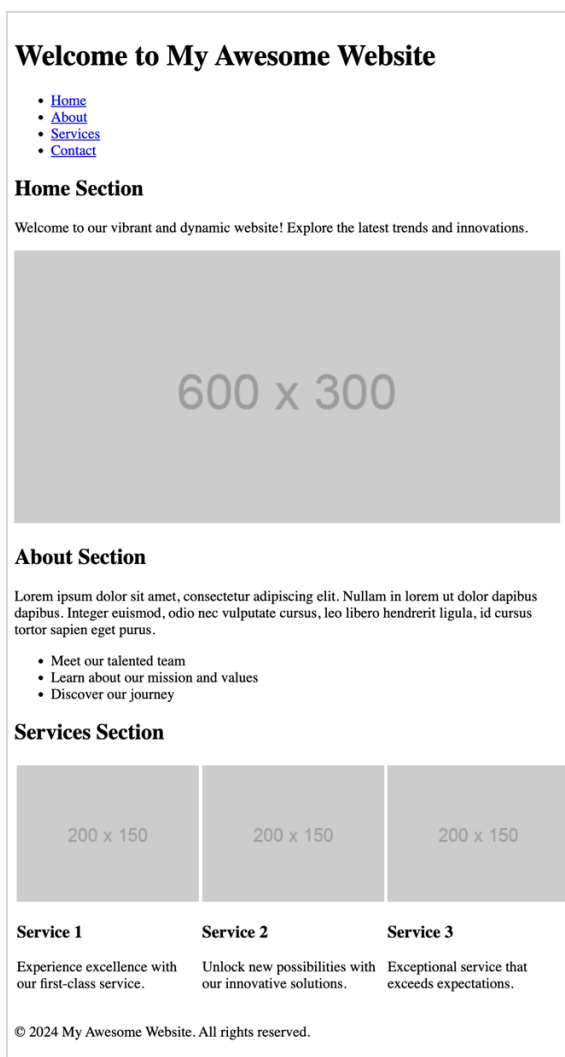 Welcome to My Awesome Website
Home
About
Services
Contact
Home Section
Welcome to our vibrant and dynamic website! Explore the latest trends and innovations.
600 x 300
About Section
Lorem ipsum dolor sit amet, consectetur adipiscing elit. Nullam in lorem ut dolor dapibus
dapibus. Integer euismod, odio nec vulputate cursus, leo libero hendrerit ligula, id cursus
tortor sapien eget purus.
Meet our talented team
Learn about our mission and values
Discover our journey
Services Section
200 x 150
200 x 150
200 x 150
Service 1
Experience excellence with
our first-class service.
Service 2
Unlock new possibilities with
our innovative solutions.
Service 3
Exceptional service that
exceeds expectations.
© 2024 My Awesome Website. All rights reserved.